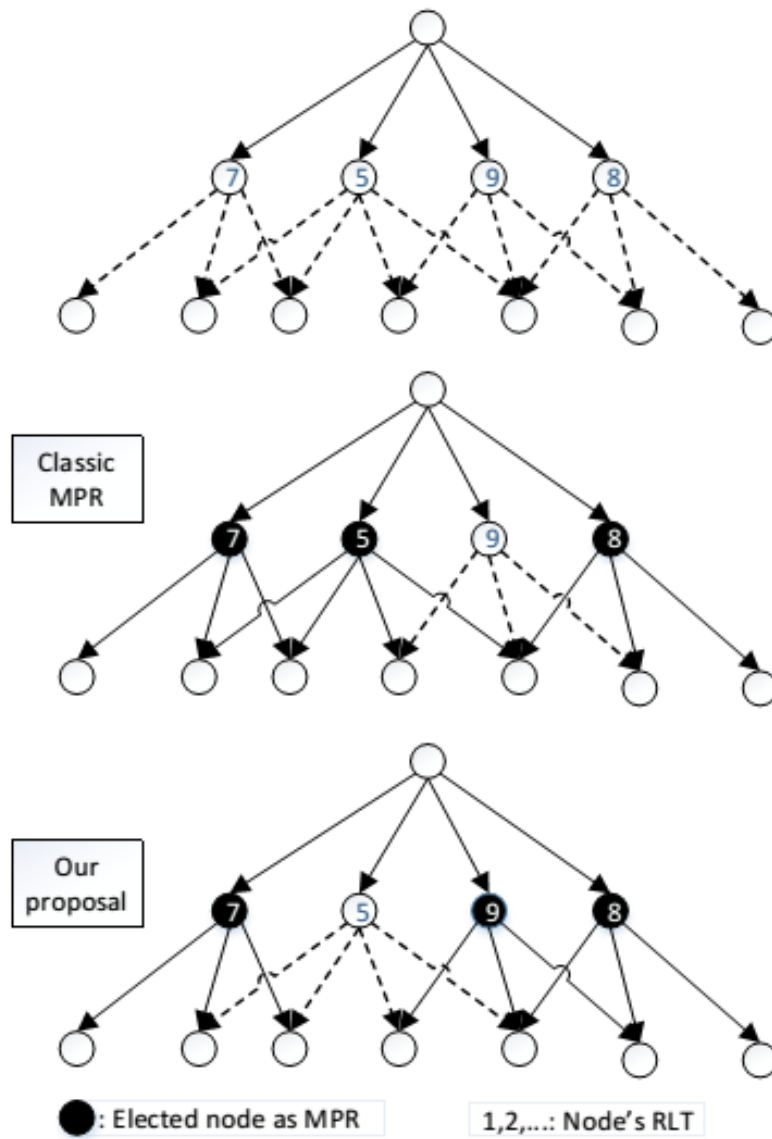 7 5 9 8
Classic
MPR
7 5 9 8
Our
proposal
7 5 9 8
: Elected node as MPR
1,2,...: Node's RLT